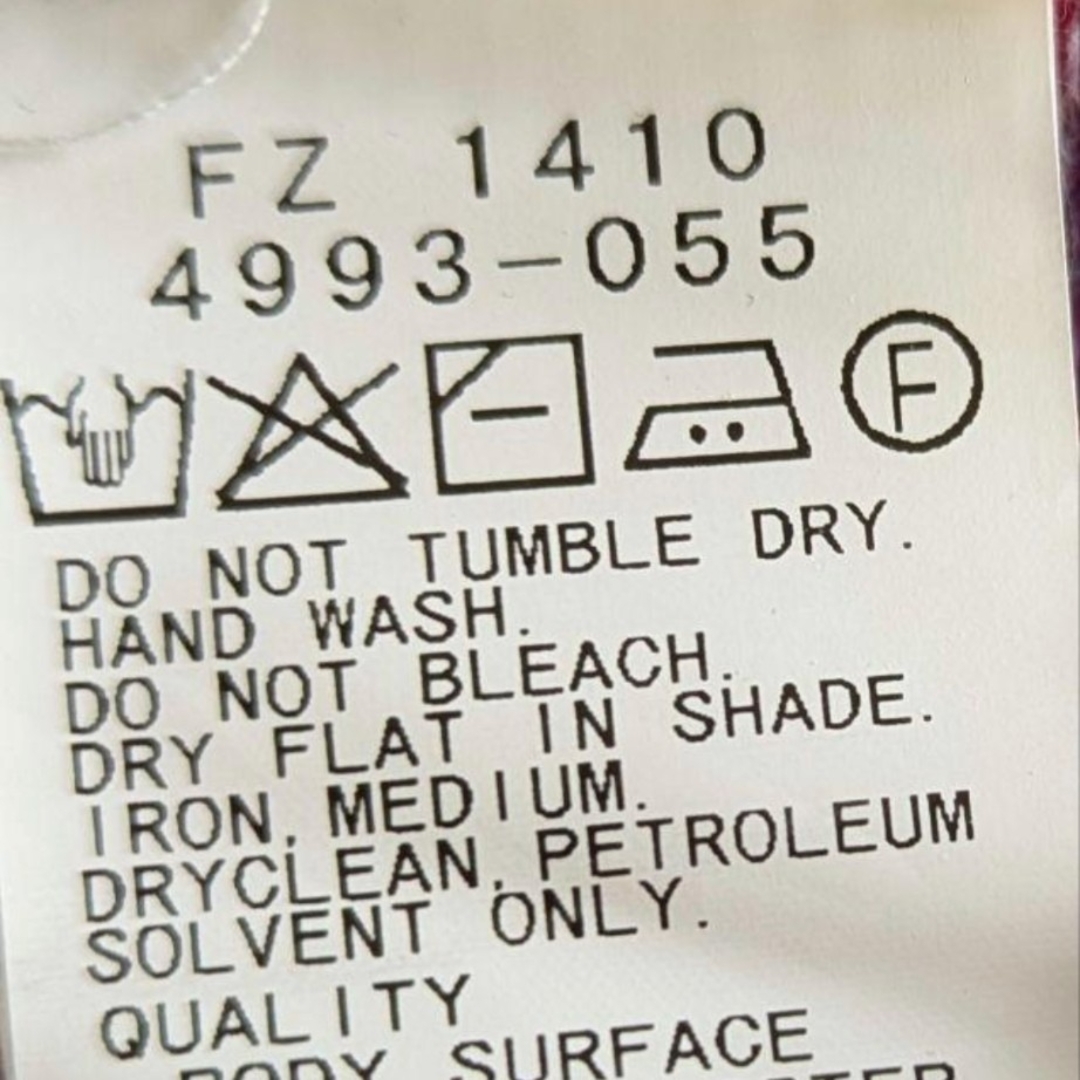 FZ 1410
4993-055
F
DO NOT TUMBLE DRY.
HAND WASH.
DO NOT BLEACH.
DRY FLAT IN SHADE.
IRON, MEDIUM.
DRYCLEAN, PETROLEUM
SOLVENT ONLY.
QUALITY
BODY SURFACE